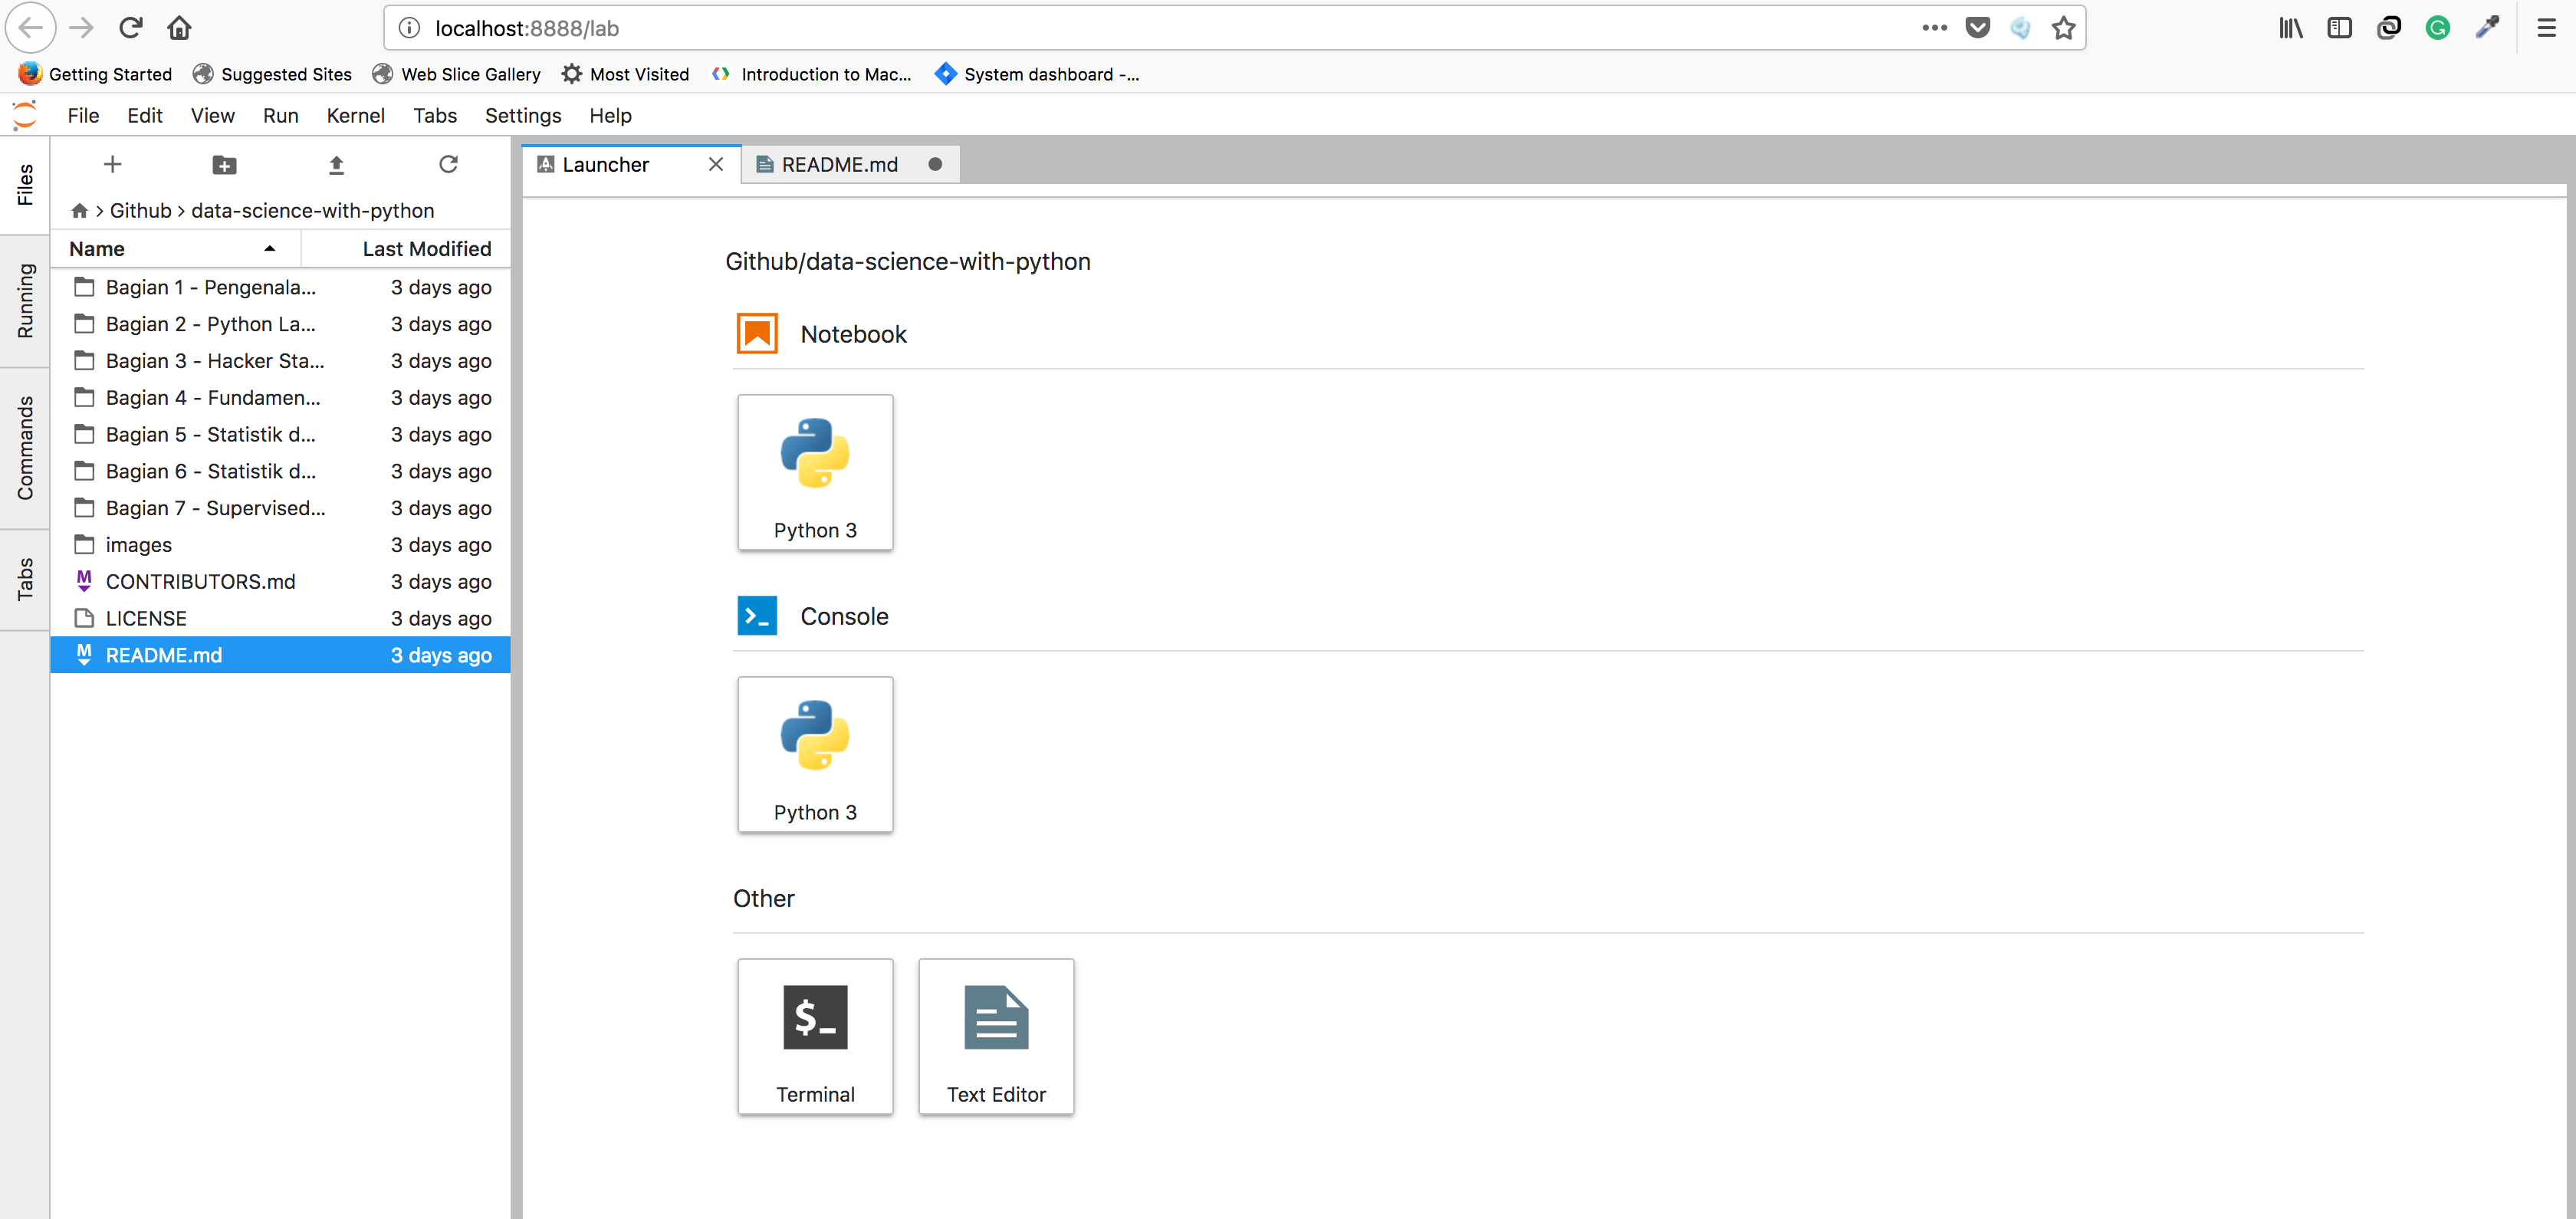 localhost:8888/lab
Getting Started Suggested Sites Web Slice Gallery Most Visited Introduction to Mac... System dashboard -...
File Edit View Run Kernel Tabs Settings Help
Files
Running
Commands
Tabs
Github > data-science-with-python
Name Last Modified
Bagian 1 - Pengenala... 3 days ago
Bagian 2 - Python La... 3 days ago
Bagian 3 - Hacker Sta... 3 days ago
Bagian 4 - Fundamen... 3 days ago
Bagian 5 - Statistik d... 3 days ago
Bagian 6 - Statistik d... 3 days ago
Bagian 7 - Supervised... 3 days ago
images 3 days ago
CONTRIBUTORS.md 3 days ago
LICENSE 3 days ago
README.md 3 days ago
Launcher README.md
Github/data-science-with-python
Notebook
Python 3
Console
Python 3
Other
$_
Terminal Text Editor